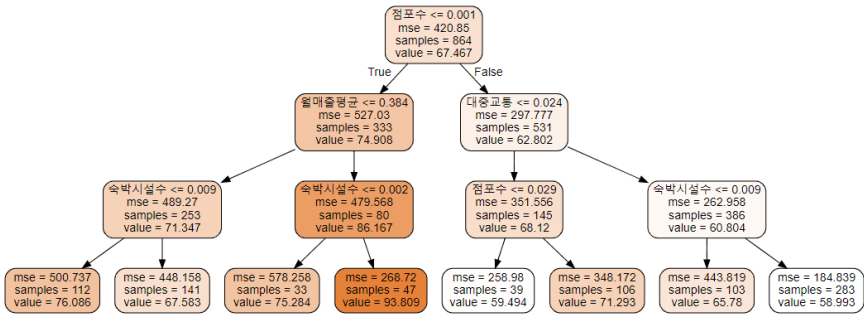 점포수 <= 0.001
mse = 420.85
samples = 864
value = 67.467
True
False
월매출평균 <= 0.384
mse = 527.03
samples = 333
value = 74.908
대중교통 <= 0.024
mse = 297.777
samples = 531
value = 62.802
숙박시설수 <= 0.009
mse = 489.27
samples = 253
value = 71.347
숙박시설수 <= 0.002
mse = 479.568
samples = 80
value = 86.167
점포수 <= 0.029
mse = 351.556
samples = 145
value = 68.12
숙박시설수 <= 0.009
mse = 262.958
samples = 386
value = 60.804
mse = 500.737
samples = 112
value = 76.086
mse = 448.158
samples = 141
value = 67.583
mse = 578.258
samples = 33
value = 75.284
mse = 268.72
samples = 47
value = 93.809
mse = 258.98
samples = 39
value = 59.494
mse = 348.172
samples = 106
value = 71.293
mse = 443.819
samples = 103
value = 65.78
mse = 184.839
samples = 283
value = 58.993